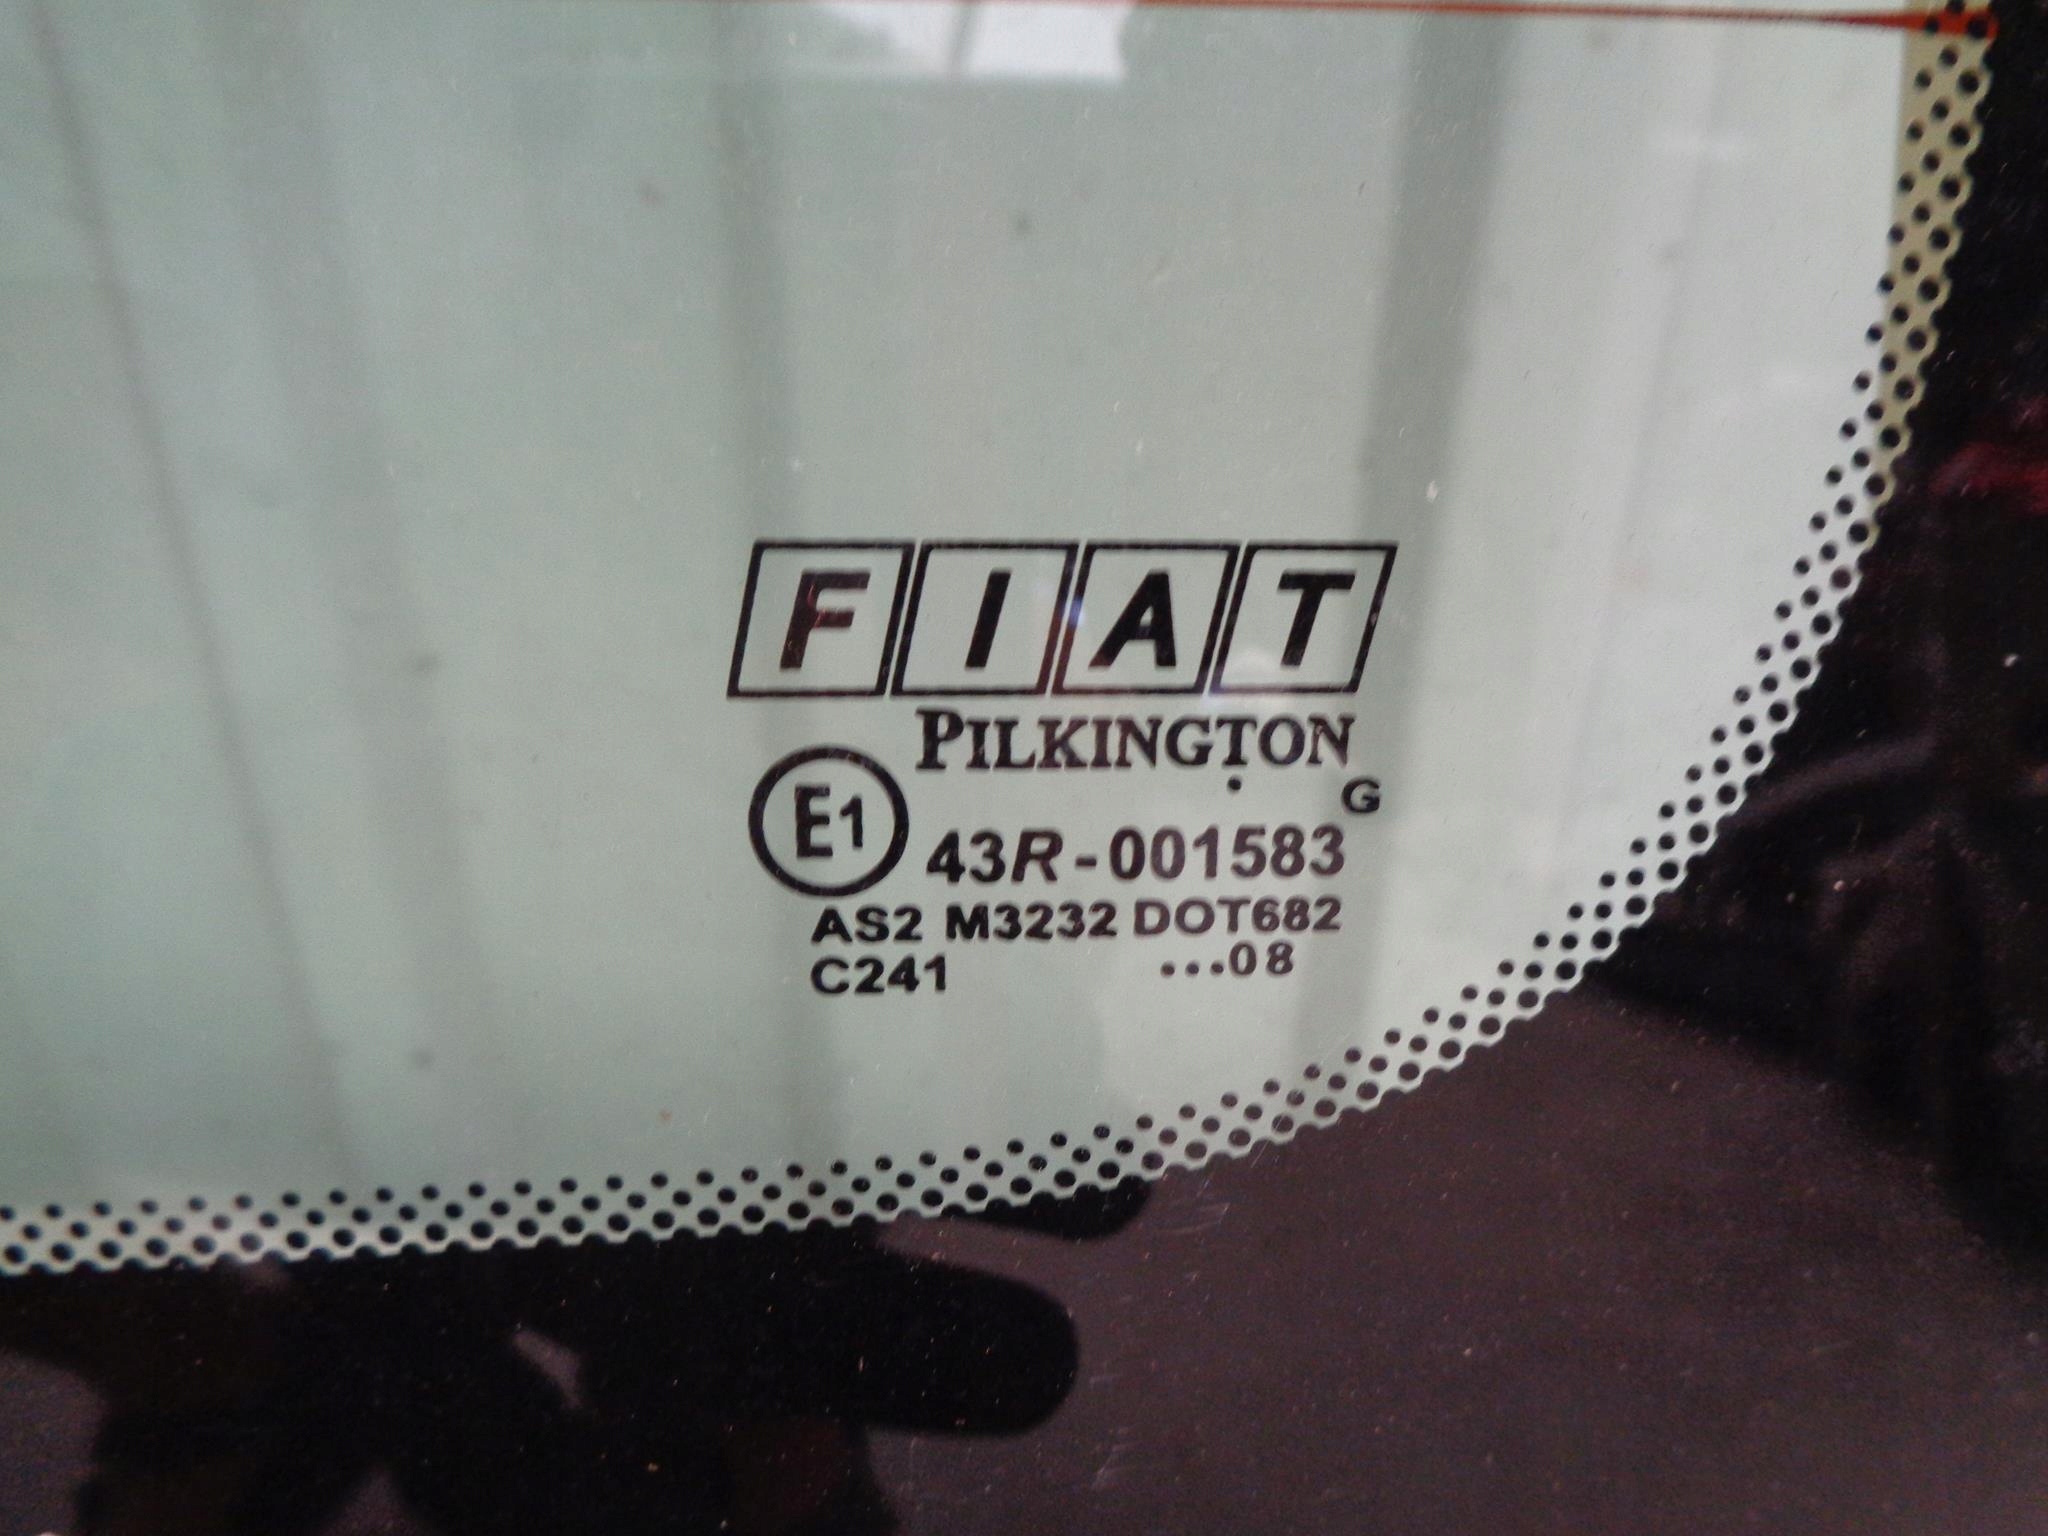 FIAT
PILKINGTON
G
E1
43R-001583
AS2 M3232 DOT682
C241 ...08